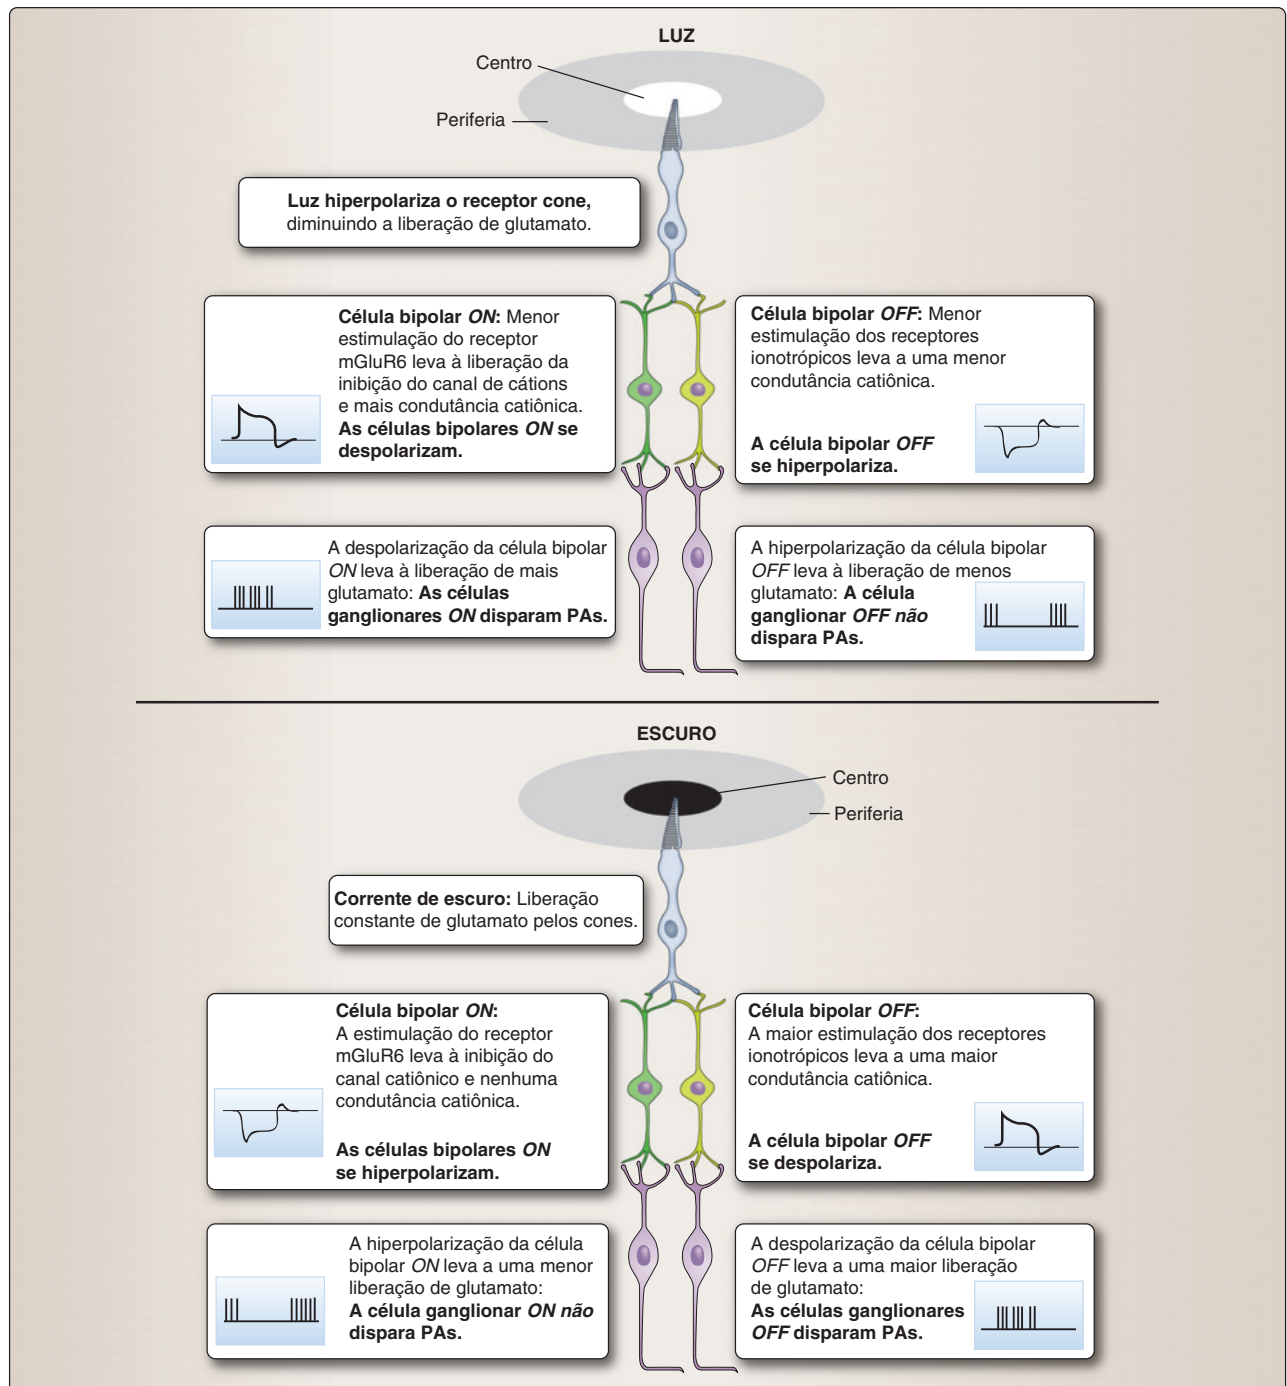 LUZ
Centro
Periferia
Luz hiperpolariza o receptor cone,
diminuindo a liberação de glutamato.
Célula bipolar ON: Menor
estimulação do receptor
mGluR6 leva à liberação da
inibição do canal de cátions
e mais condutância catiônica.
As células bipolares ON se
despolarizam.
Célula bipolar OFF: Menor
estimulação dos receptores
ionotrópicos leva a uma menor
condutância catiônica.
A célula bipolar OFF
se hiperpolariza.
A despolarização da célula bipolar
ON leva à liberação de mais
glutamato: As células
ganglionares ON disparam PAs.
A hiperpolarização da célula bipolar
OFF leva à liberação de menos
glutamato: A célula
ganglionar OFF não
dispara PAs.
ESCURO
Centro
Periferia
Corrente de escuro: Liberação
constante de glutamato pelos cones.
Célula bipolar ON:
A estimulação do receptor
mGluR6 leva à inibição do
canal catiônico e nenhuma
condutância catiônica.
As células bipolares ON
se hiperpolarizam.
Célula bipolar OFF:
A maior estimulação dos receptores
ionotrópicos leva a uma maior
condutância catiônica.
A célula bipolar OFF
se despolariza.
A hiperpolarização da célula
bipolar ON leva a uma menor
liberação de glutamato:
A célula ganglionar ON não
dispara PAs.
A despolarização da célula bipolar
OFF leva a uma maior liberação
de glutamato:
As células ganglionares
OFF disparam PAs.